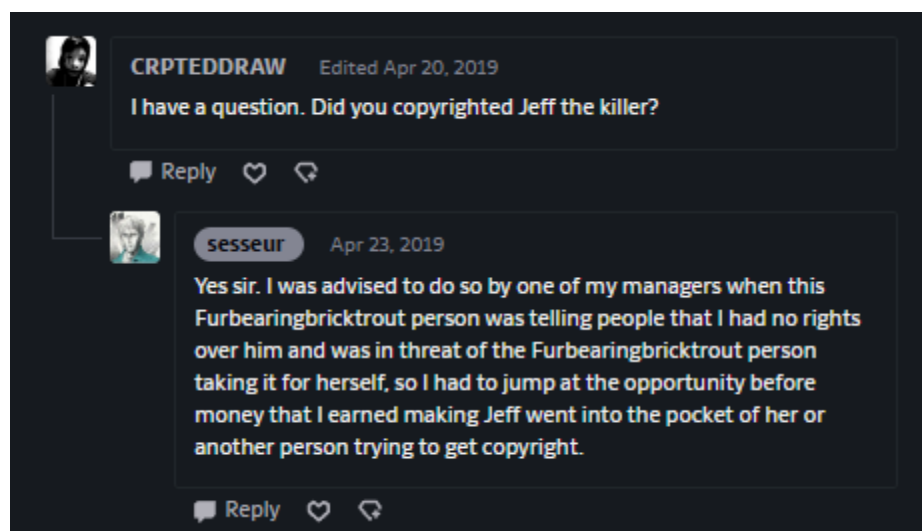 CRPTEDDRAW Edited Apr 20, 2019
I have a question. Did you copyrighted Jeff the killer?
Reply
sesseur Apr 23, 2019
Yes sir. I was advised to do so by one of my managers when this
Furbearingbricktrout person was telling people that I had no rights
over him and was in threat of the Furbearingbricktrout person
taking it for herself, so I had to jump at the opportunity before
money that I earned making Jeff went into the pocket of her or
another person trying to get copyright.
Reply